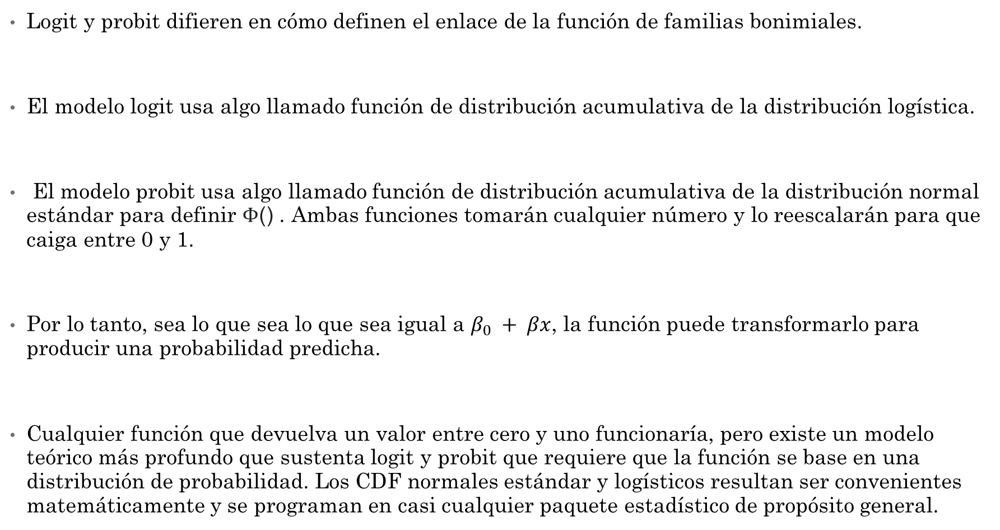 • Logit y probit difieren en cómo definen el enlace de la función de familias bonimiales.
• El modelo logit usa algo llamado función de distribución acumulativa de la distribución logística.
• El modelo probit usa algo llamado función de distribución acumulativa de la distribución normal
estándar para definir Φ() . Ambas funciones tomarán cualquier número y lo reescalarán para que
caiga entre 0 y 1.
• Por lo tanto, sea lo que sea lo que sea igual a β₀ + βx, la función puede transformarlo para
producir una probabilidad predicha.
• Cualquier función que devuelva un valor entre cero y uno funcionaría, pero existe un modelo
teórico más profundo que sustenta logit y probit que requiere que la función se base en una
distribución de probabilidad. Los CDF normales estándar y logísticos resultan ser convenientes
matemáticamente y se programan en casi cualquier paquete estadístico de propósito general.